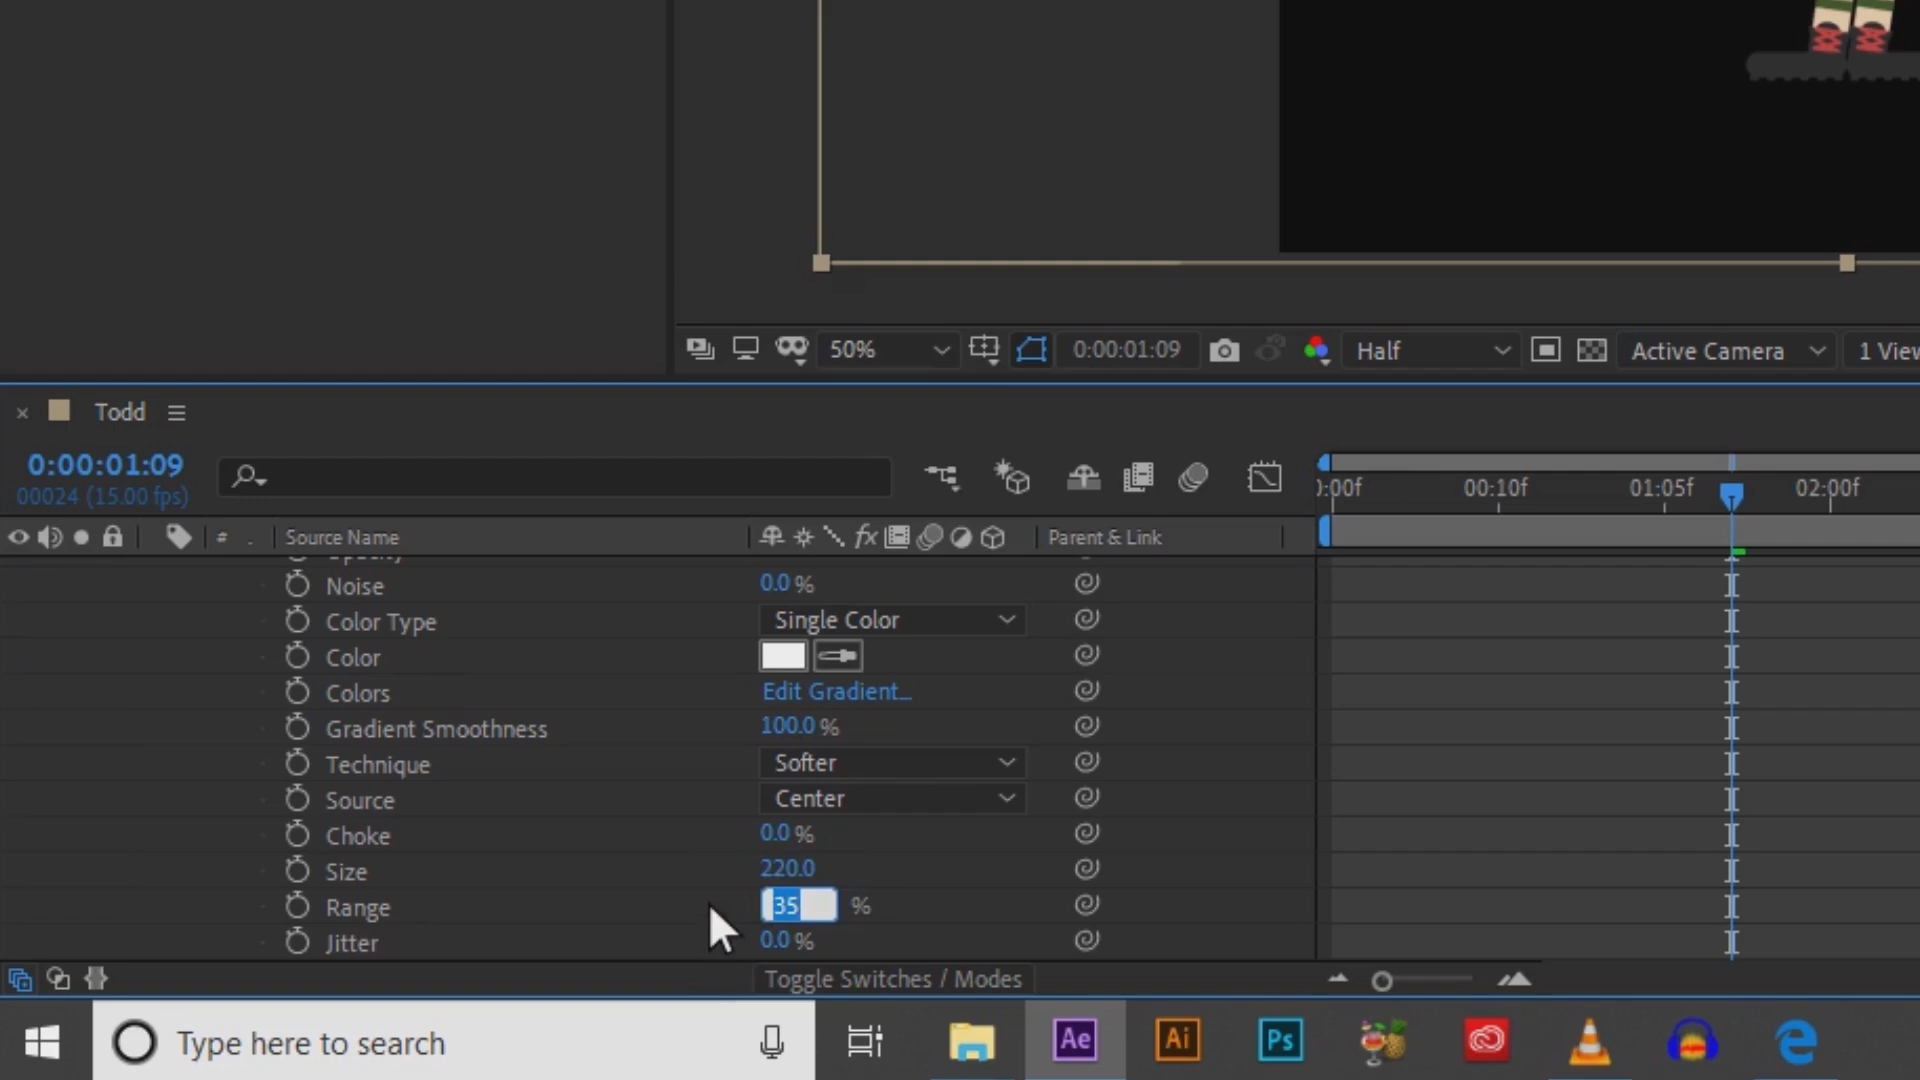 50%
0:00:01:09
Half
Active Camera
1 View
Todd
0:00:01:09
00024 (15.00 fps)
:00f
00:10f
01:05f
02:00f
#
.
Source Name
fx
Parent & Link
Opacity
Noise
0.0 %
Color Type
Single Color
Color
Colors
Edit Gradient...
Gradient Smoothness
100.0 %
Technique
Softer
Source
Center
Choke
0.0 %
Size
220.0
Range
35 %
Jitter
0.0 %
Toggle Switches / Modes
Type here to search
Ae
Ai
Ps